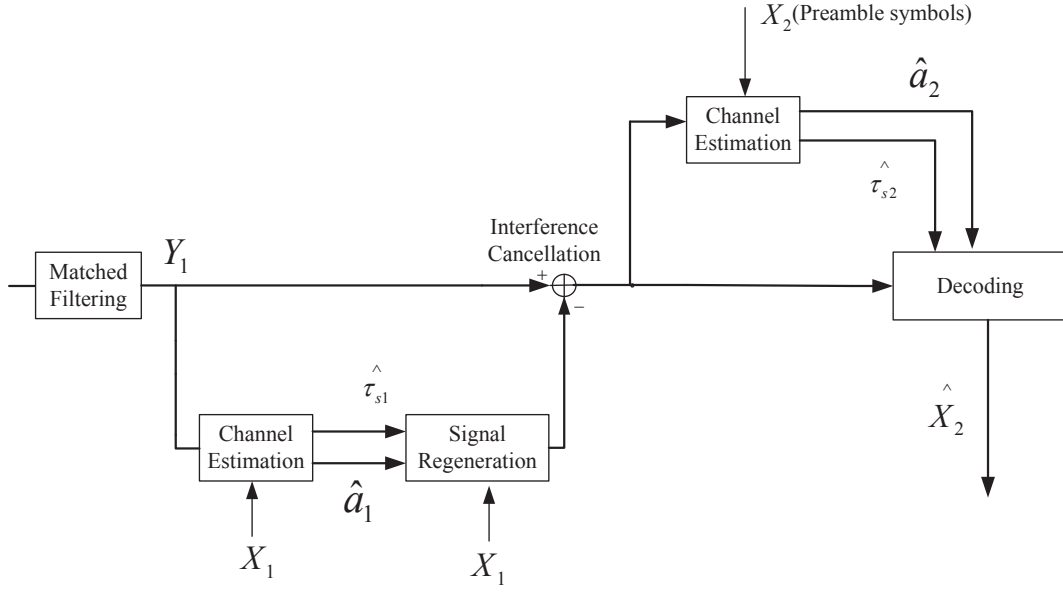 X₂(Preamble symbols)
Channel
Estimation
â₂
τ̂ₛ₂
Interference
Cancellation
+
−
Matched
Filtering
Y₁
Decoding
τ̂ₛ₁
Channel
Estimation
Signal
Regeneration
â₁
X̂₂
X₁
X₁